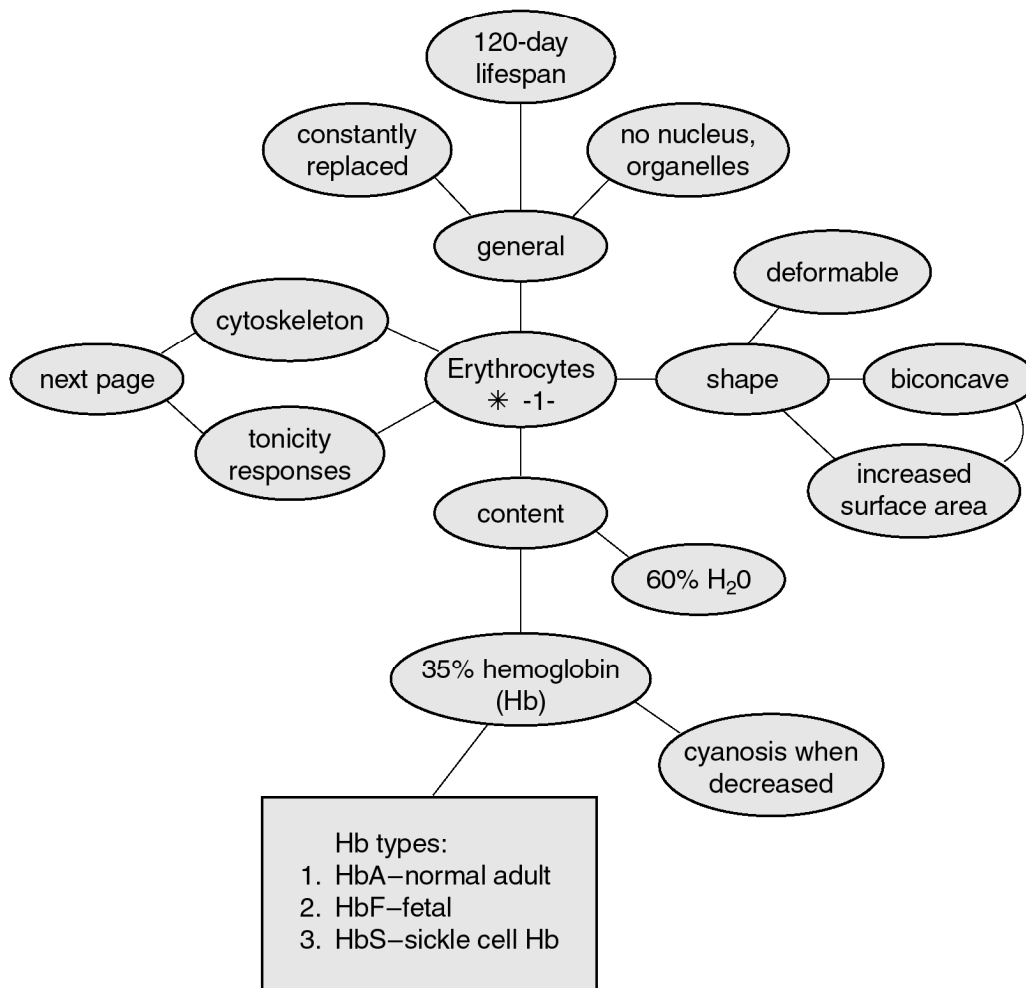 120-day
lifespan
constantly
replaced
no nucleus,
organelles
general
deformable
cytoskeleton
next page
Erythrocytes
✳ -1-
shape
biconcave
tonicity
responses
increased
surface area
content
60% H₂0
35% hemoglobin
(Hb)
cyanosis when
decreased
Hb types:
1. HbA–normal adult
2. HbF–fetal
3. HbS–sickle cell Hb